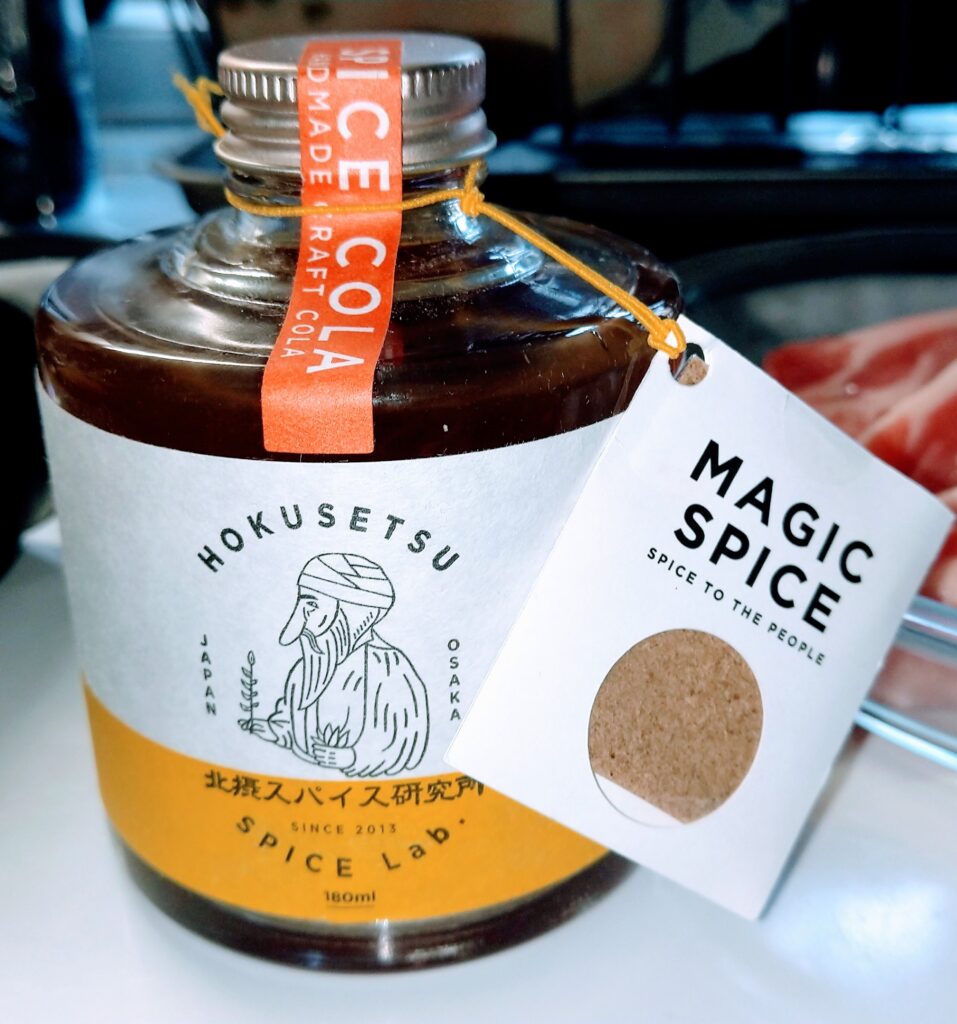 SPICE COLA
HANDMADE CRAFT COLA
HOKUSETSU
JAPAN
OSAKA
北摂スパイス研究所
SINCE 2013
SPICE Lab.
180ml
MAGIC
SPICE
SPICE TO THE PEOPLE